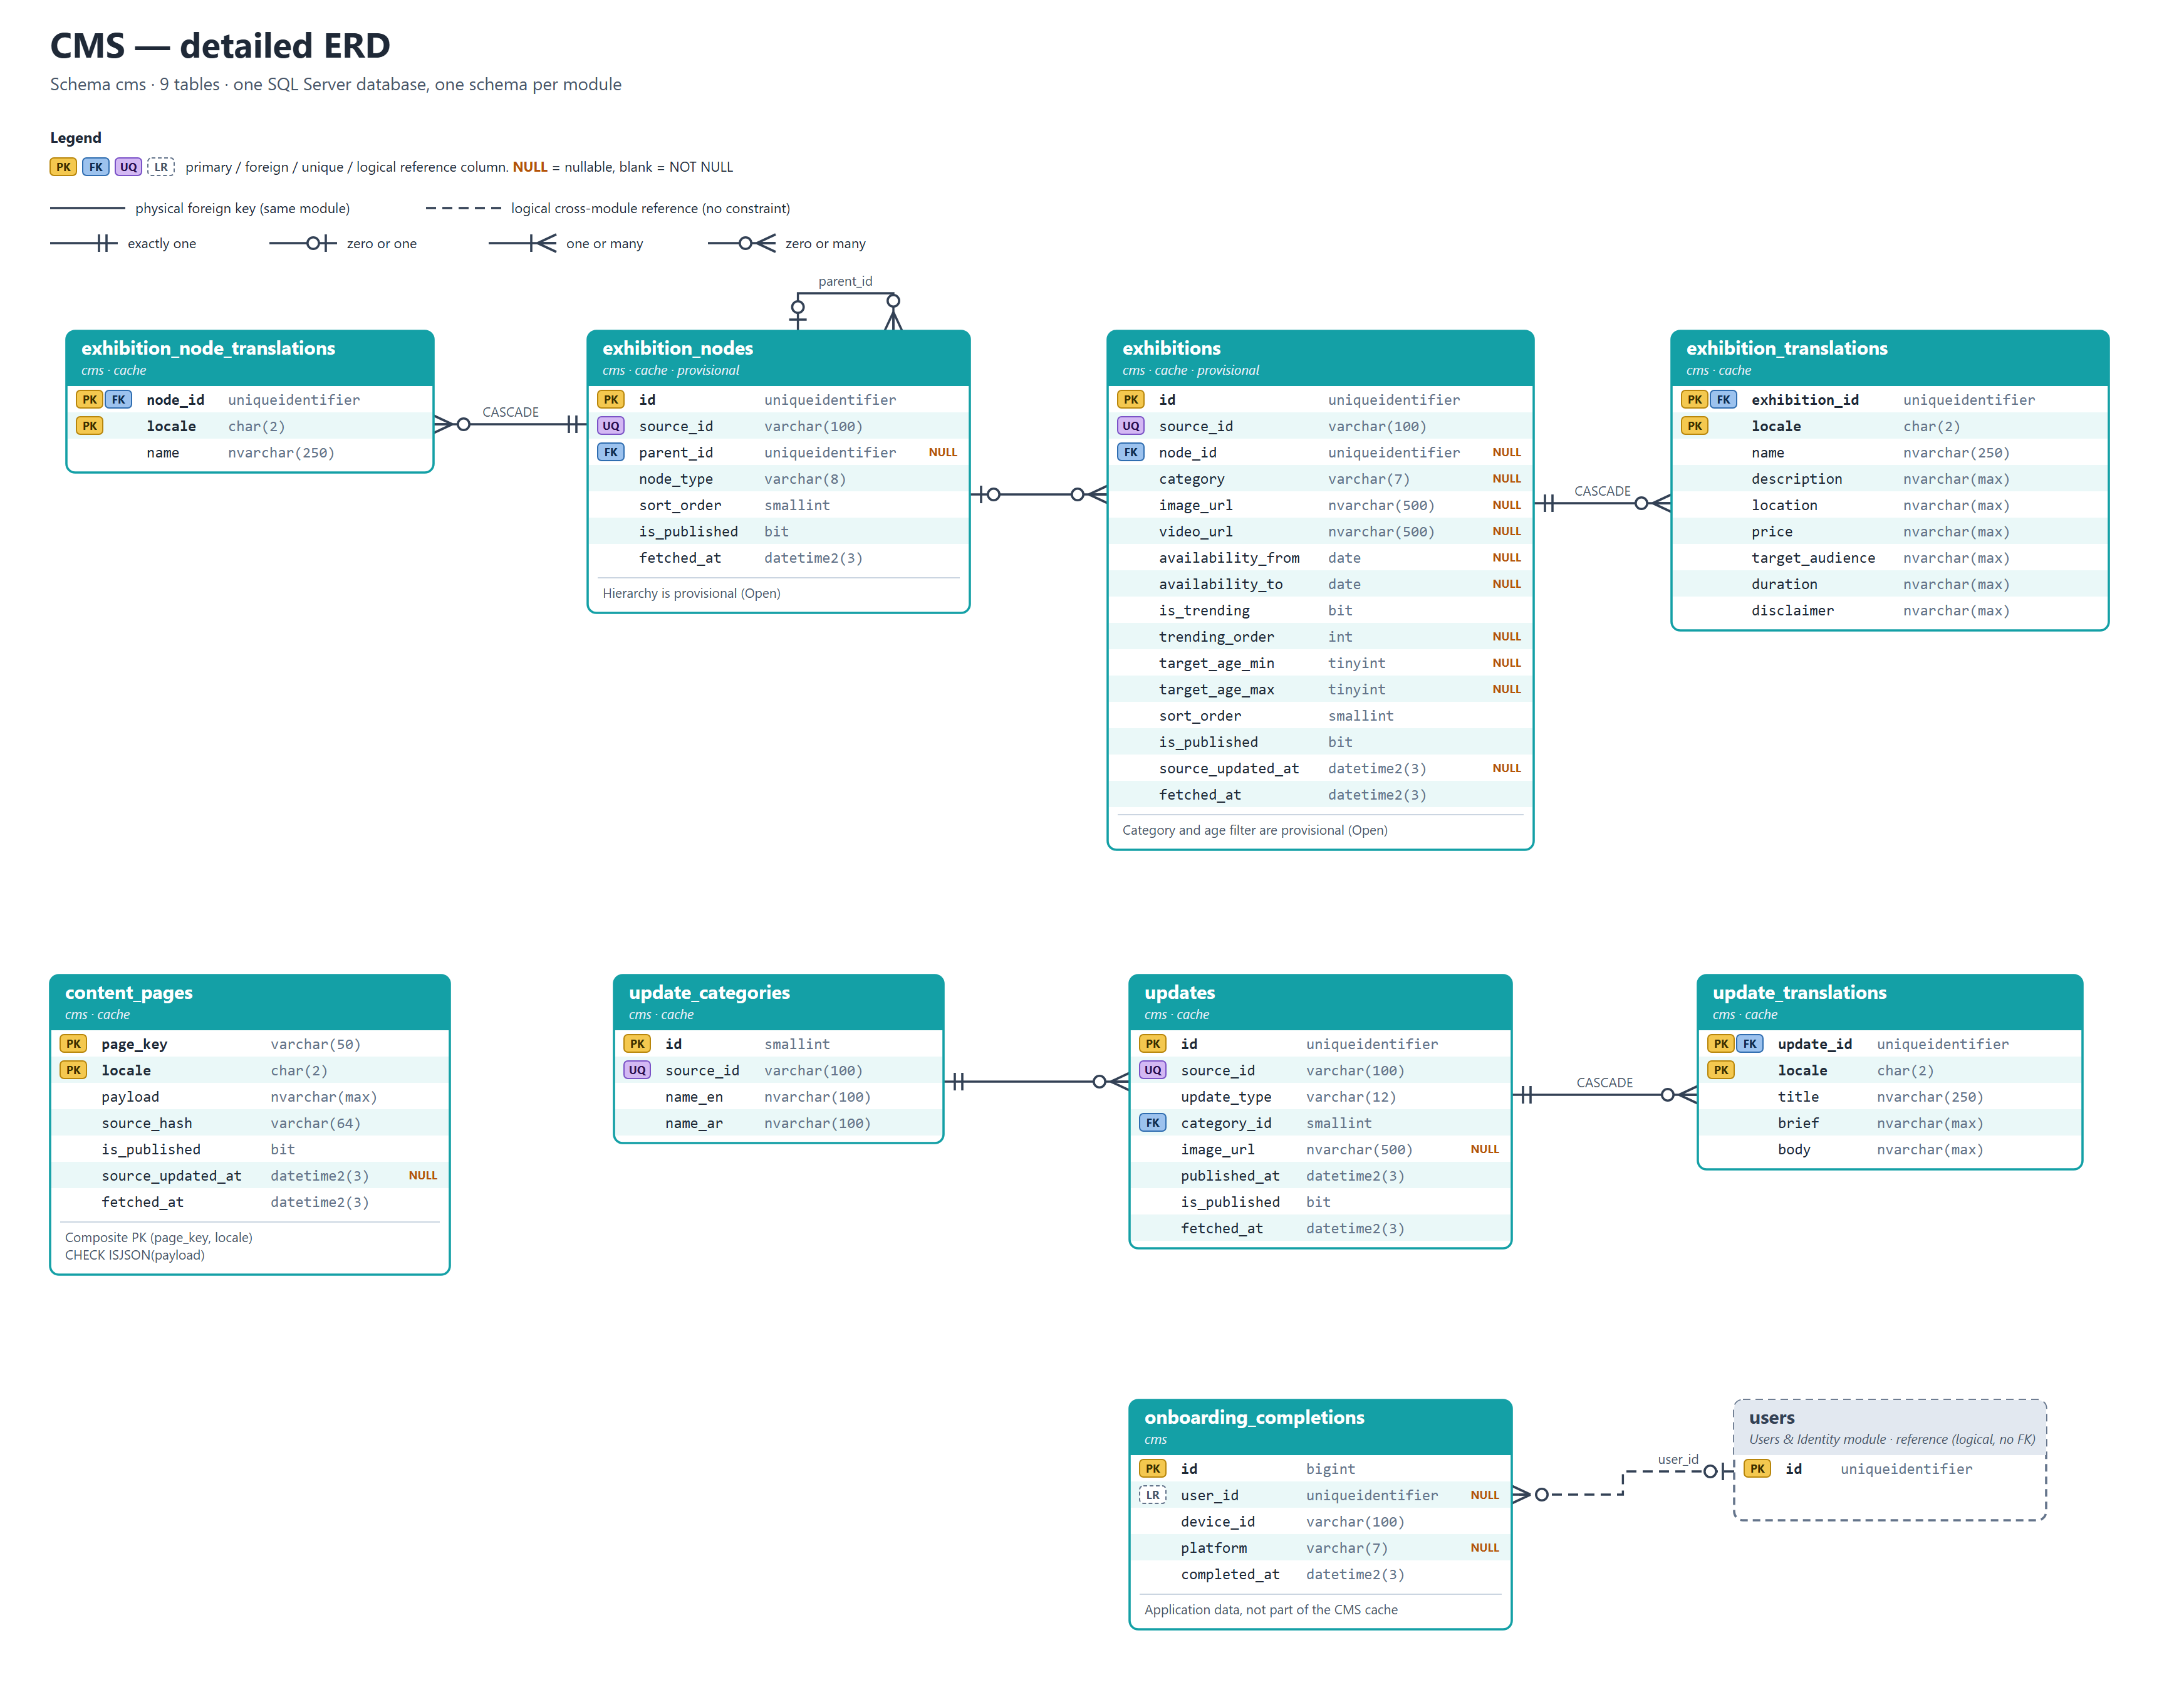 CMS — detailed ERD
Schema cms · 9 tables · one SQL Server database, one schema per module
Legend
PK FK UQ LR primary / foreign / unique / logical reference column. NULL = nullable, blank = NOT NULL
physical foreign key (same module) logical cross-module reference (no constraint)
exactly one zero or one one or many zero or many
parent_id
exhibition_node_translations
cms · cache
PK FK node_id uniqueidentifier
PK locale char(2)
name nvarchar(250)
CASCADE
exhibition_nodes
cms · cache · provisional
PK id uniqueidentifier
UQ source_id varchar(100)
FK parent_id uniqueidentifier NULL
node_type varchar(8)
sort_order smallint
is_published bit
fetched_at datetime2(3)
Hierarchy is provisional (Open)
exhibitions
cms · cache · provisional
PK id uniqueidentifier
UQ source_id varchar(100)
FK node_id uniqueidentifier NULL
category varchar(7) NULL
image_url nvarchar(500) NULL
video_url nvarchar(500) NULL
availability_from date NULL
availability_to date NULL
is_trending bit
trending_order int NULL
target_age_min tinyint NULL
target_age_max tinyint NULL
sort_order smallint
is_published bit
source_updated_at datetime2(3) NULL
fetched_at datetime2(3)
Category and age filter are provisional (Open)
CASCADE
exhibition_translations
cms · cache
PK FK exhibition_id uniqueidentifier
PK locale char(2)
name nvarchar(250)
description nvarchar(max)
location nvarchar(max)
price nvarchar(max)
target_audience nvarchar(max)
duration nvarchar(max)
disclaimer nvarchar(max)
content_pages
cms · cache
PK page_key varchar(50)
PK locale char(2)
payload nvarchar(max)
source_hash varchar(64)
is_published bit
source_updated_at datetime2(3) NULL
fetched_at datetime2(3)
Composite PK (page_key, locale)
CHECK ISJSON(payload)
update_categories
cms · cache
PK id smallint
UQ source_id varchar(100)
name_en nvarchar(100)
name_ar nvarchar(100)
updates
cms · cache
PK id uniqueidentifier
UQ source_id varchar(100)
update_type varchar(12)
FK category_id smallint
image_url nvarchar(500) NULL
published_at datetime2(3)
is_published bit
fetched_at datetime2(3)
CASCADE
update_translations
cms · cache
PK FK update_id uniqueidentifier
PK locale char(2)
title nvarchar(250)
brief nvarchar(max)
body nvarchar(max)
onboarding_completions
cms
PK id bigint
LR user_id uniqueidentifier NULL
device_id varchar(100)
platform varchar(7) NULL
completed_at datetime2(3)
Application data, not part of the CMS cache
user_id
users
Users & Identity module · reference (logical, no FK)
PK id uniqueidentifier